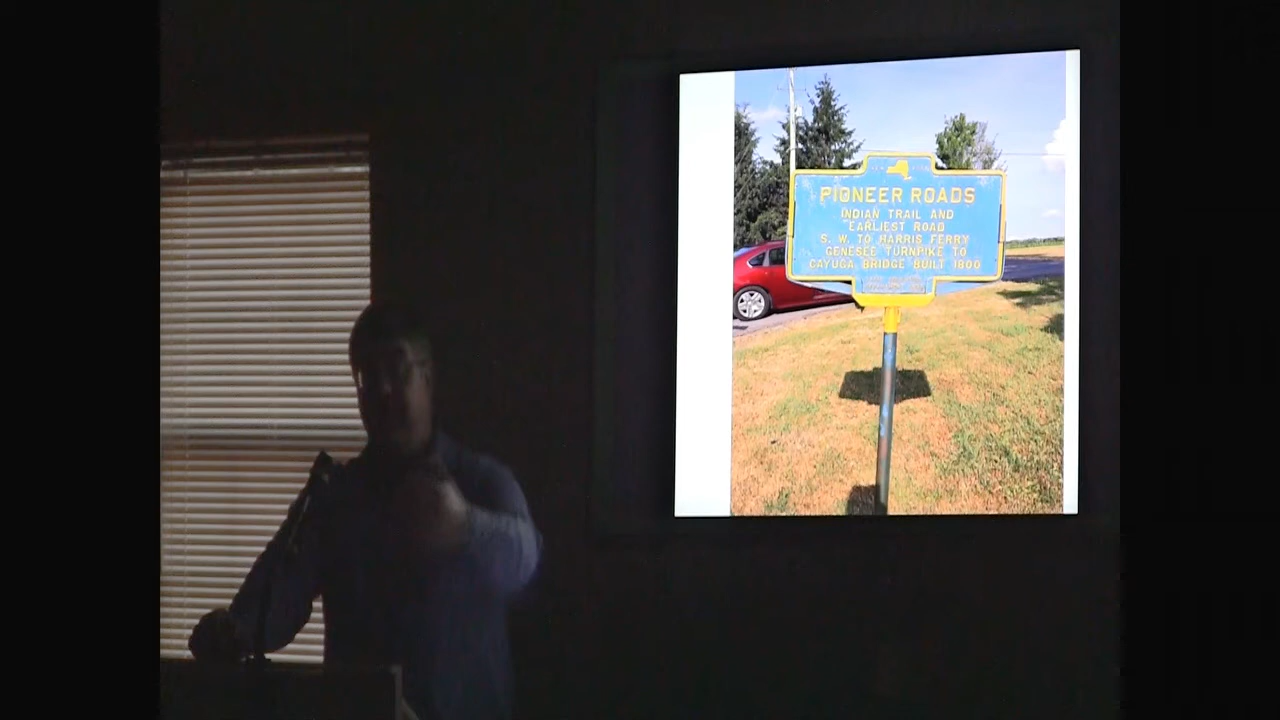 PIONEER ROADS
INDIAN TRAIL AND
EARLIEST ROAD
S. W. TO HARRIS FERRY
GENESEE TURNPIKE TO
CAYUGA BRIDGE BUILT 1800